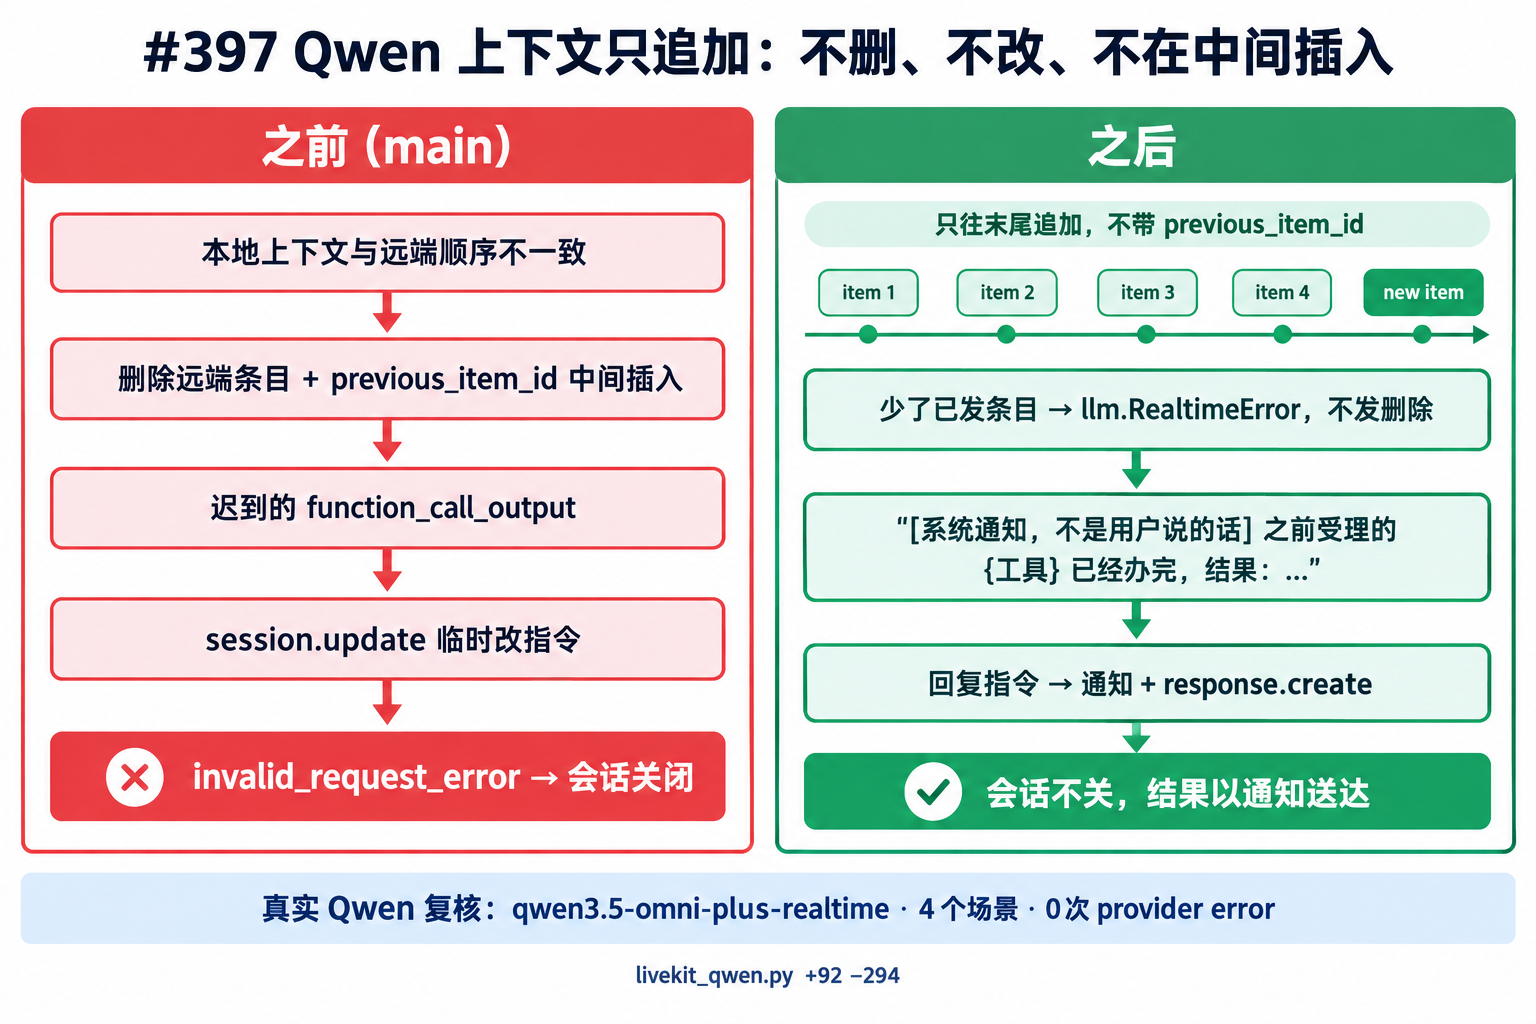 #397 Qwen 上下文只追加：不删、不改、不在中间插入
之前（main）
本地上下文与远端顺序不一致
删除远端条目 + previous_item_id 中间插入
迟到的 function_call_output
session.update 临时改指令
invalid_request_error → 会话关闭
之后
只往末尾追加，不带 previous_item_id
item 1
item 2
item 3
item 4
new item
少了已发条目 → llm.RealtimeError，不发删除
“[系统通知，不是用户说的话] 之前受理的
{工具} 已经办完，结果：…”
回复指令 → 通知 + response.create
会话不关，结果以通知送达
真实 Qwen 复核：qwen3.5-omni-plus-realtime · 4 个场景 · 0 次 provider error
livekit_qwen.py +92 −294